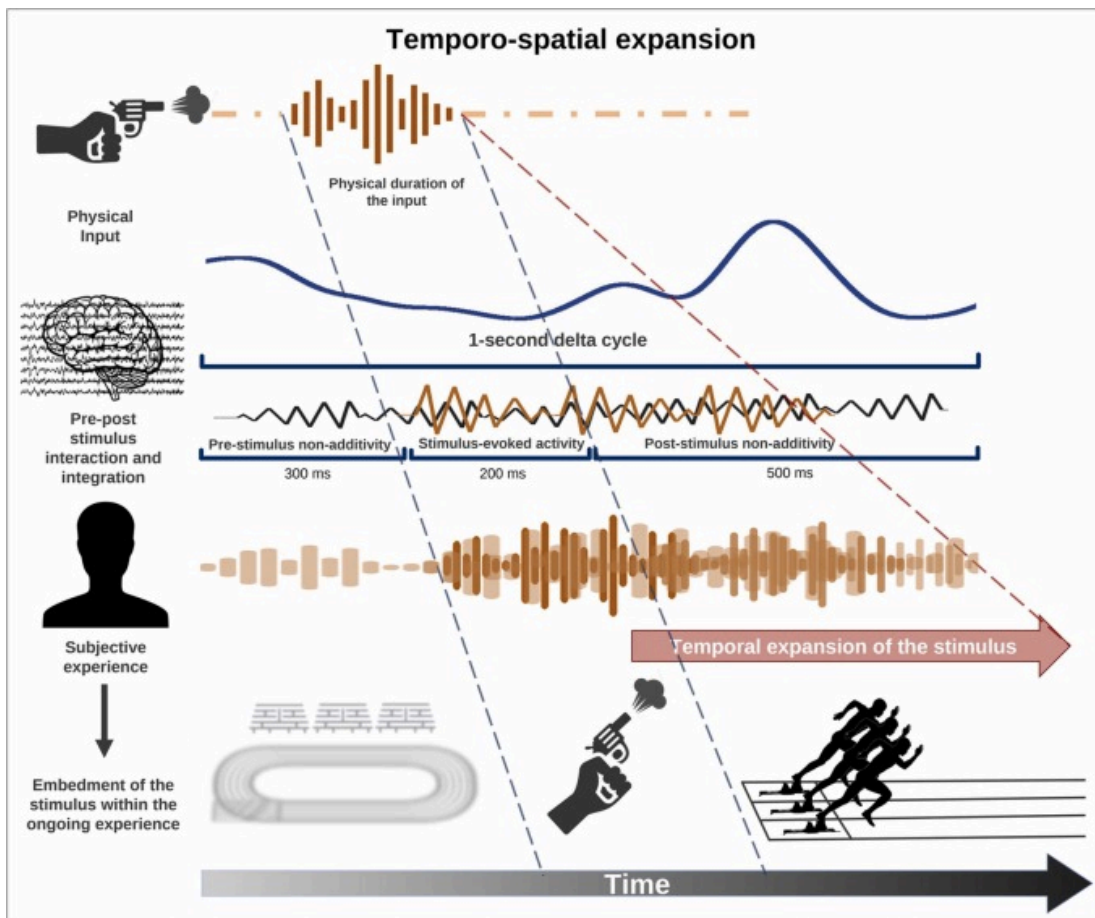 Temporo-spatial expansion
Physical duration of
the input
Physical
Input
1-second delta cycle
Pre-post
stimulus
interaction and
integration
Pre-stimulus non-additivity
Stimulus-evoked activity
Post-stimulus non-additivity
300 ms
200 ms
500 ms
Subjective
experience
Temporal expansion of the stimulus
Embedment of the
stimulus within the
ongoing experience
Time